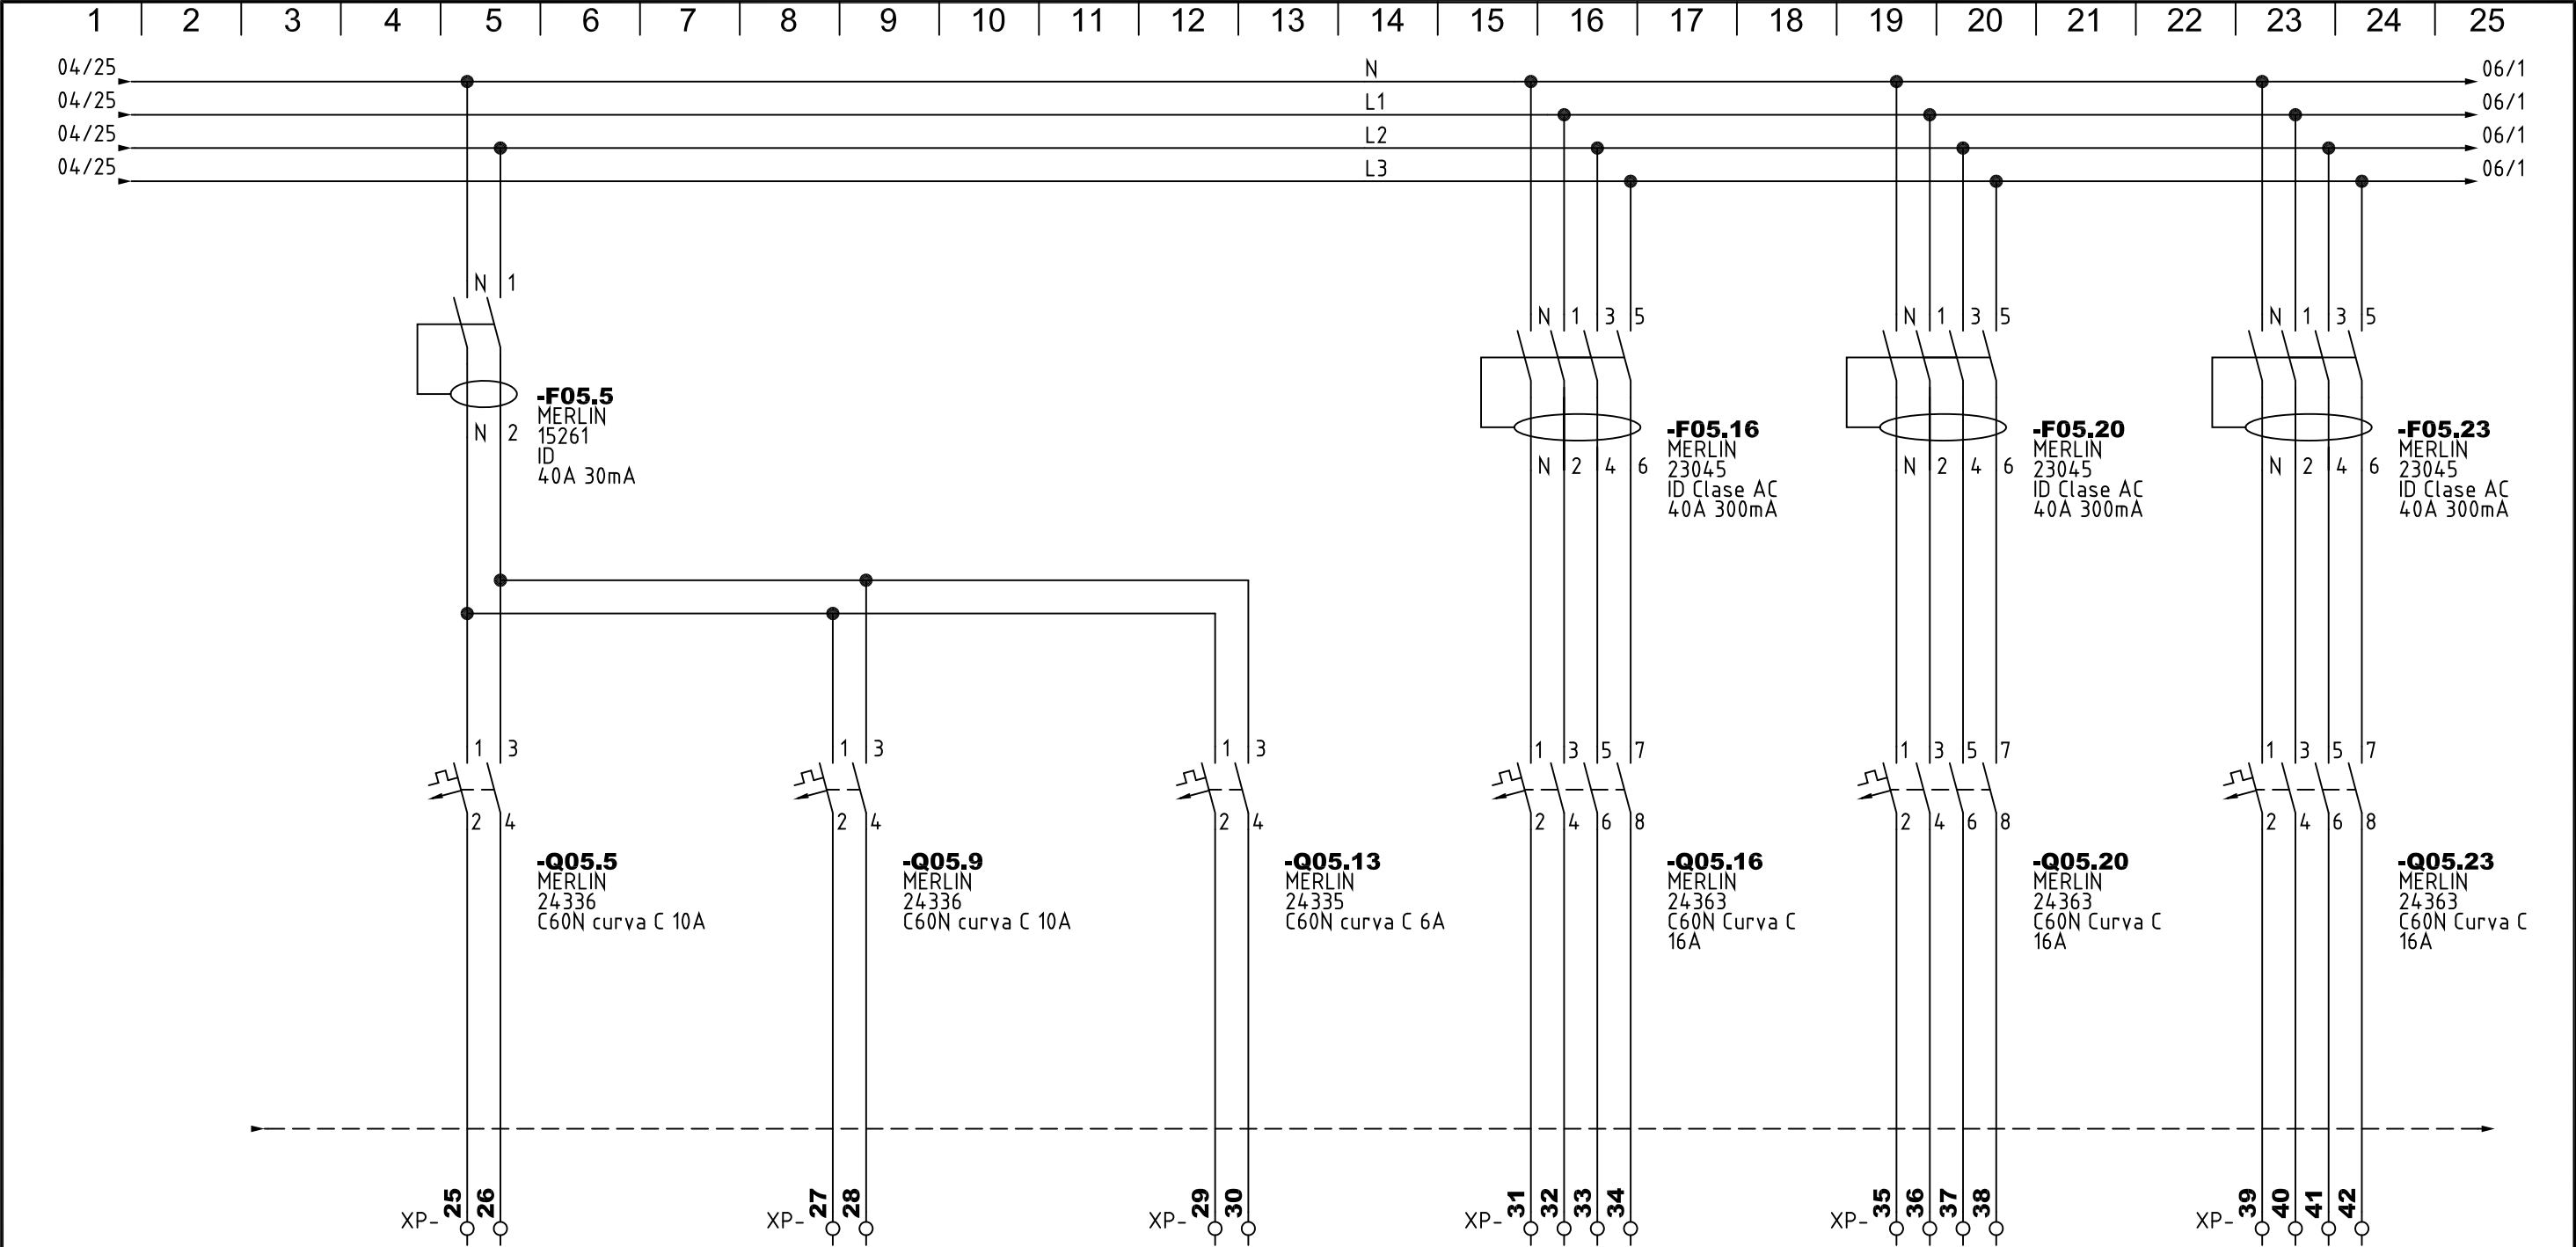 1 2 3 4 5 6 7 8 9 10 11 12 13 14 15 16 17 18 19 20 21 22 23 24 25
04/25 N 06/1
04/25 L1 06/1
04/25 L2 06/1
04/25 L3 06/1
N 1
N 1 3 5
N 1 3 5
N 1 3 5
-F05.5
MERLIN
15261
ID
40A 30mA
N 2
-F05.16
MERLIN
23045
ID Clase AC
40A 300mA
N 2 4 6
-F05.20
MERLIN
23045
ID Clase AC
40A 300mA
N 2 4 6
-F05.23
MERLIN
23045
ID Clase AC
40A 300mA
N 2 4 6
1 3
1 3
1 3
1 3 5 7
1 3 5 7
1 3 5 7
2 4
2 4
2 4
2 4 6 8
2 4 6 8
2 4 6 8
-Q05.5
MERLIN
24336
C60N curva C 10A
-Q05.9
MERLIN
24336
C60N curva C 10A
-Q05.13
MERLIN
24335
C60N curva C 6A
-Q05.16
MERLIN
24363
C60N Curva C
16A
-Q05.20
MERLIN
24363
C60N Curva C
16A
-Q05.23
MERLIN
24363
C60N Curva C
16A
XP- 25 26
XP- 27 28
XP- 29 30
XP- 31 32 33 34
XP- 35 36 37 38
XP- 39 40 41 42